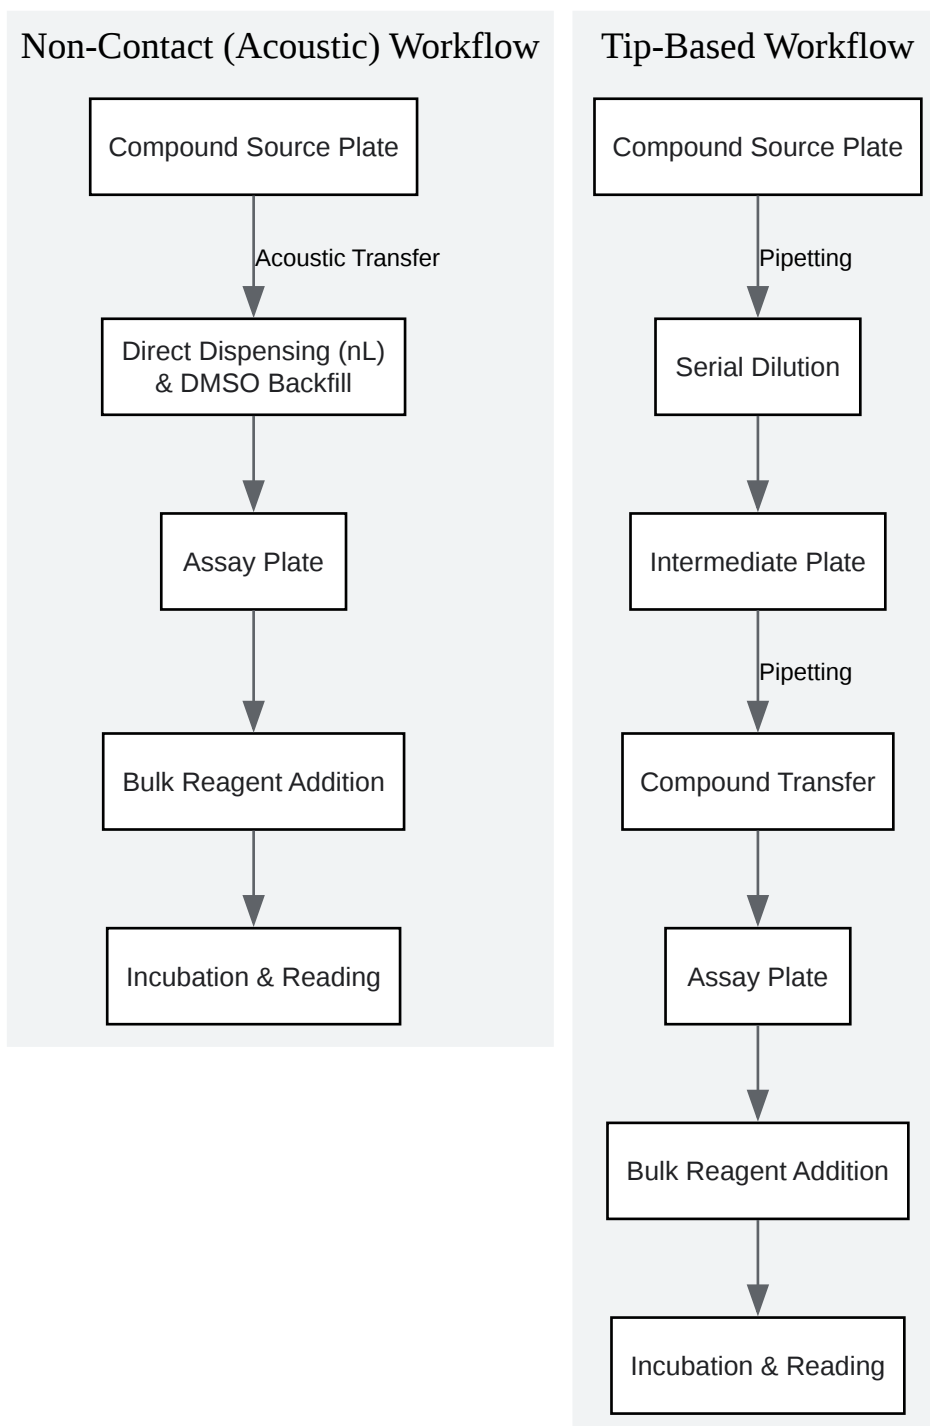 Non-Contact (Acoustic) Workflow
Compound Source Plate
Acoustic Transfer
Direct Dispensing (nL)
& DMSO Backfill
Assay Plate
Bulk Reagent Addition
Incubation & Reading
Tip-Based Workflow
Compound Source Plate
Pipetting
Serial Dilution
Intermediate Plate
Pipetting
Compound Transfer
Assay Plate
Bulk Reagent Addition
Incubation & Reading